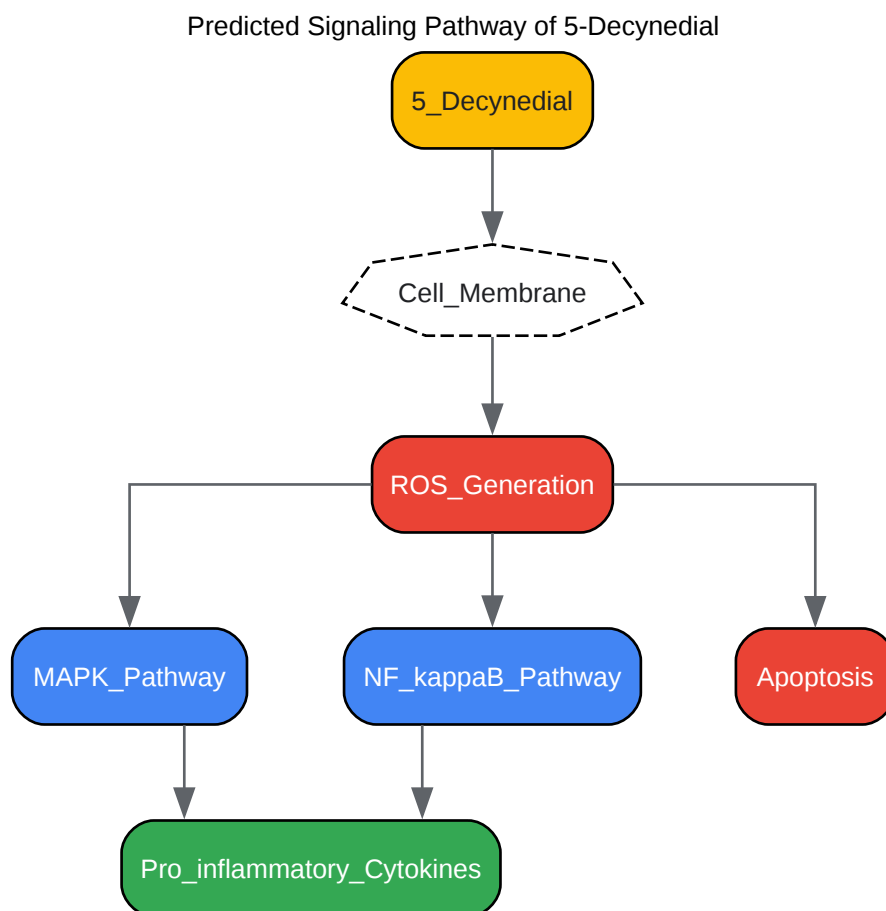 Predicted Signaling Pathway of 5-Decynedial
5_Decynedial
Cell_Membrane
ROS_Generation
MAPK_Pathway
NF_kappaB_Pathway
Apoptosis
Pro_inflammatory_Cytokines